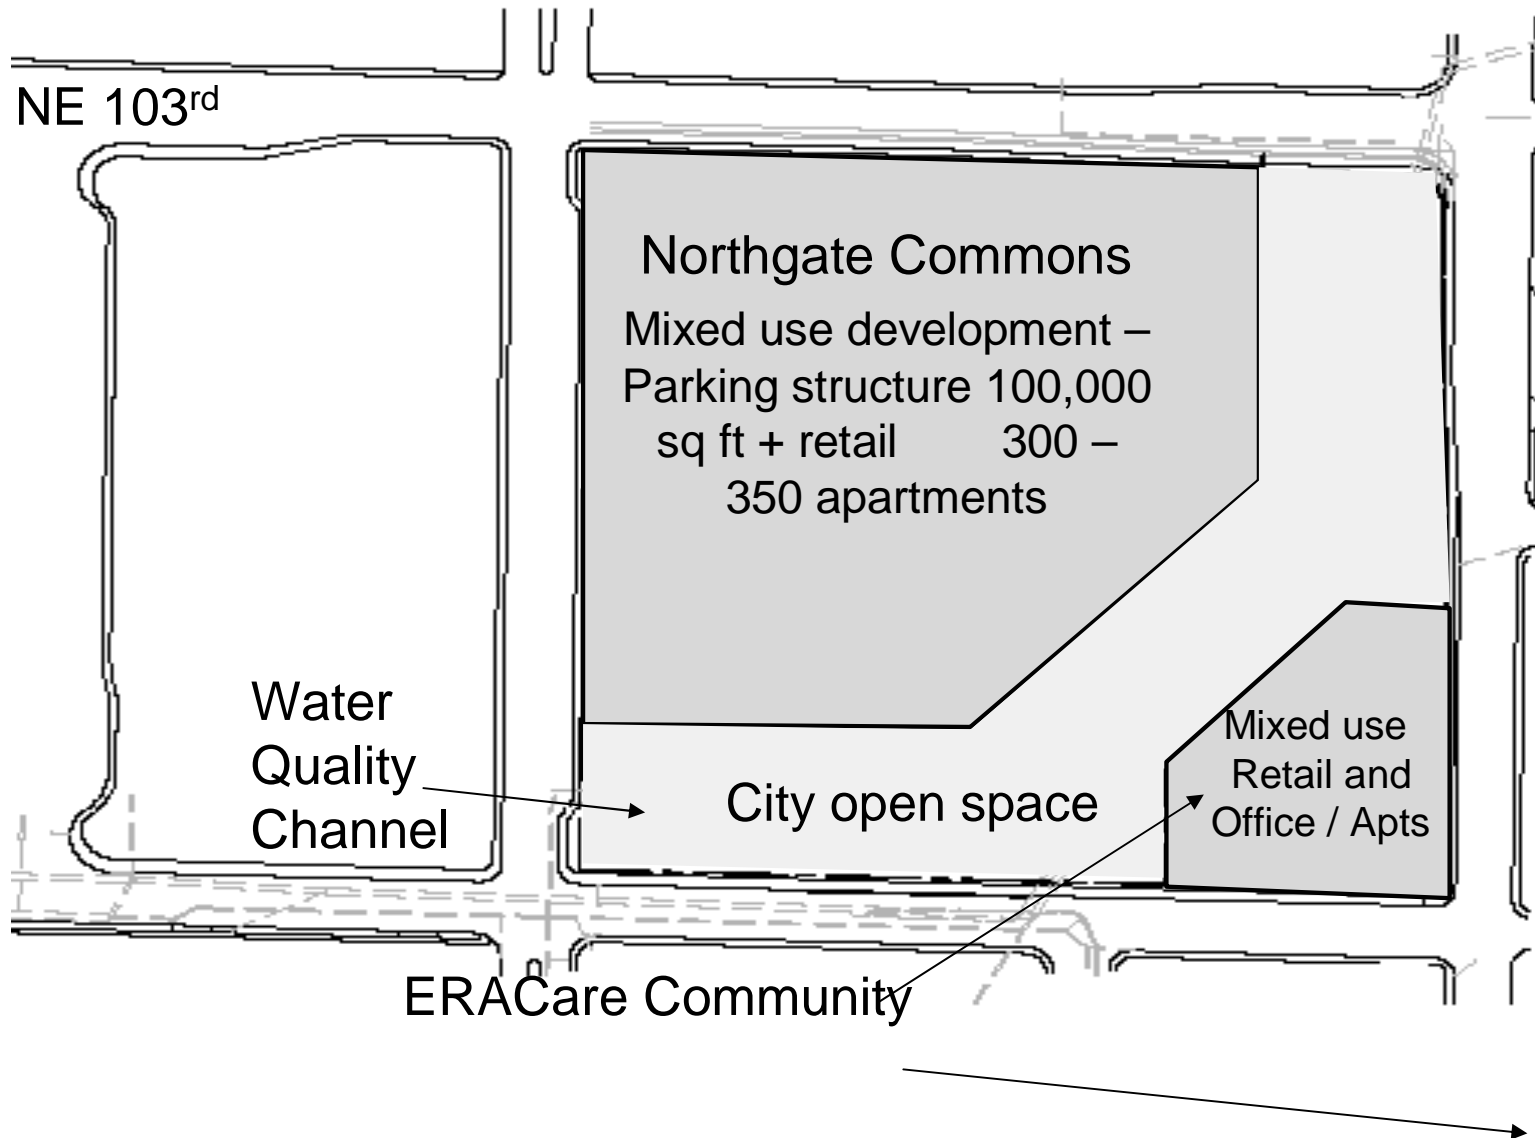 NE 103rd
Northgate Commons
Mixed use development –
Parking structure 100,000
sq ft + retail 300 –
350 apartments
Water
Quality
Channel
City open space
Mixed use
Retail and
Office / Apts
ERACare Community